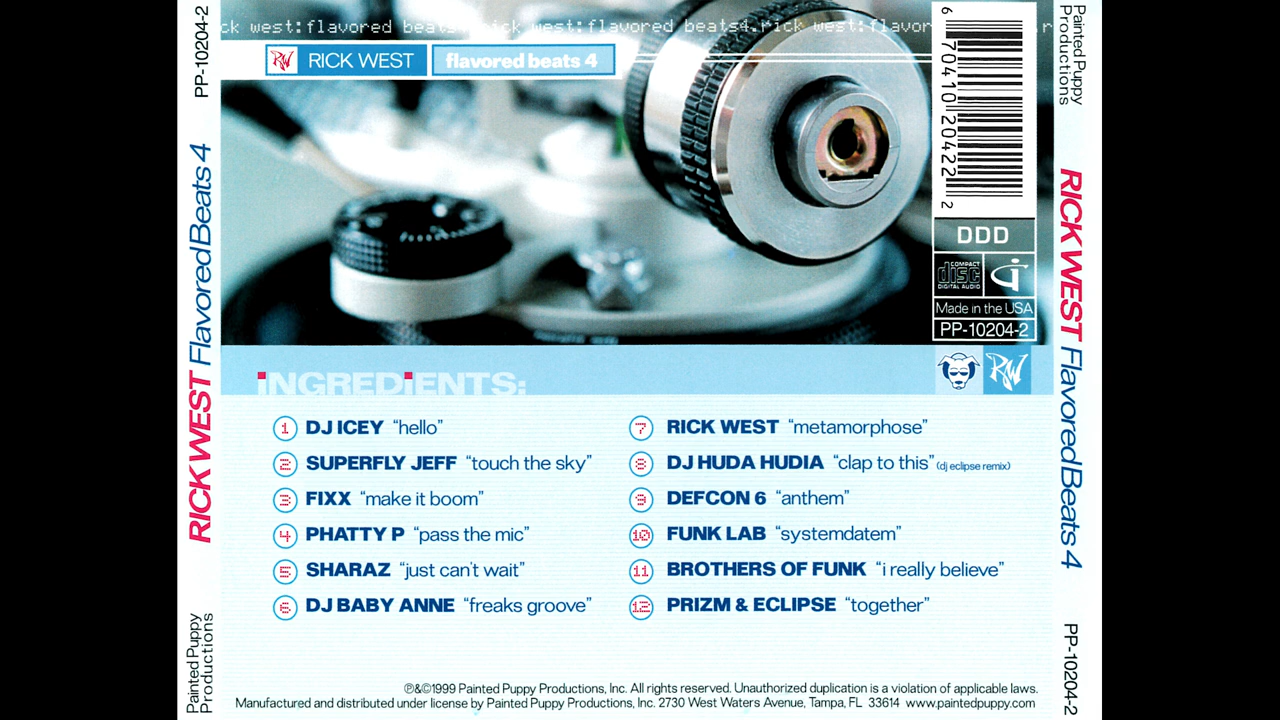 PP-10204-2
RICK WEST FlavoredBeats 4
Painted Puppy
Productions
ck west:flavored beats4.rick west:flavored beats4.rick west:flavor
RW RICK WEST flavored beats 4
6 70410 20422 2
DDD
COMPACT
disc
DIGITAL AUDIO
Made in the USA
PP-10204-2
RW
iNGREDiENTS:
1 DJ ICEY “hello”
2 SUPERFLY JEFF “touch the sky”
3 FIXX “make it boom”
4 PHATTY P “pass the mic”
5 SHARAZ “just can't wait”
6 DJ BABY ANNE “freaks groove”
7 RICK WEST “metamorphose”
8 DJ HUDA HUDIA “clap to this” (dj eclipse remix)
9 DEFCON 6 “anthem”
10 FUNK LAB “systemdatem”
11 BROTHERS OF FUNK “i really believe”
12 PRIZM & ECLIPSE “together”
℗&©1999 Painted Puppy Productions, Inc. All rights reserved. Unauthorized duplication is a violation of applicable laws.
Manufactured and distributed under license by Painted Puppy Productions, Inc. 2730 West Waters Avenue, Tampa, FL 33614 www.paintedpuppy.com
Painted Puppy
Productions
RICK WEST FlavoredBeats 4
PP-10204-2